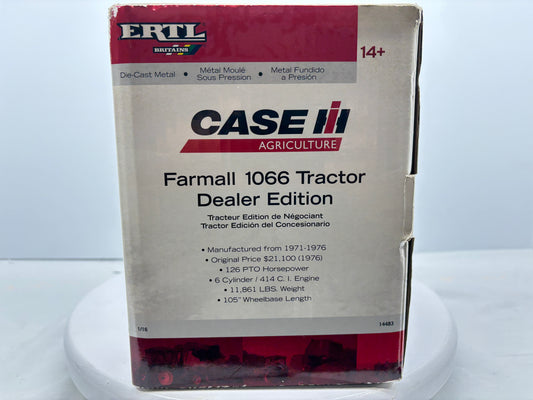 ERTL
BRITAINS
14+
Die-Cast Metal • Métal Moulé Sous Pression • Metal Fundido a Presión
CASE IH
AGRICULTURE
Farmall 1066 Tractor
Dealer Edition
Tracteur Edition de Négociant
Tractor Edición del Concesionario
• Manufactured from 1971-1976
• Original Price $21,100 (1976)
• 126 PTO Horsepower
• 6 Cylinder / 414 C. I. Engine
• 11,861 LBS. Weight
• 105" Wheelbase Length
1/16
14483